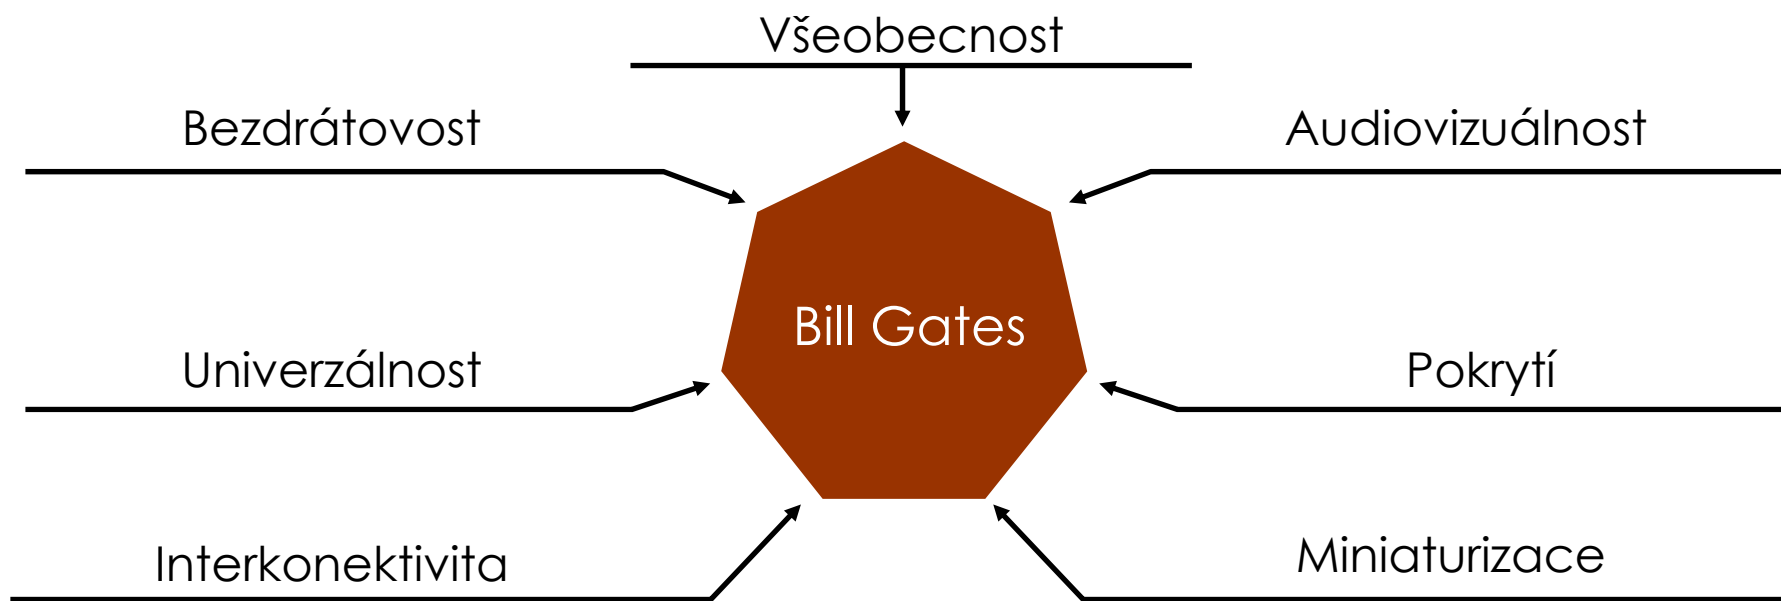 Všeobecnost
Bezdrátovost
Audiovizuálnost
Bill Gates
Univerzálnost
Pokrytí
Interkonektivita
Miniaturizace